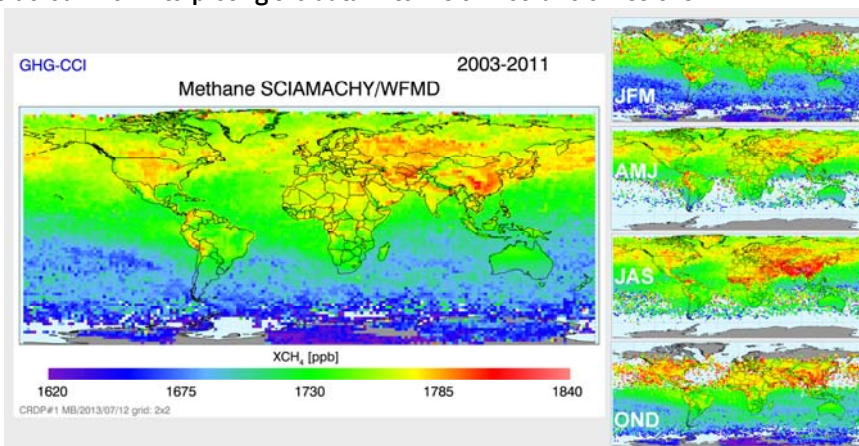 GHG-CCI
2003-2011
Methane SCIAMACHY/WFMD
XCH₄ [ppb]
1620 1675 1730 1785 1840
CRDP#1 MB/2013/07/12 grid: 2x2
JFM
AMJ
JAS
OND